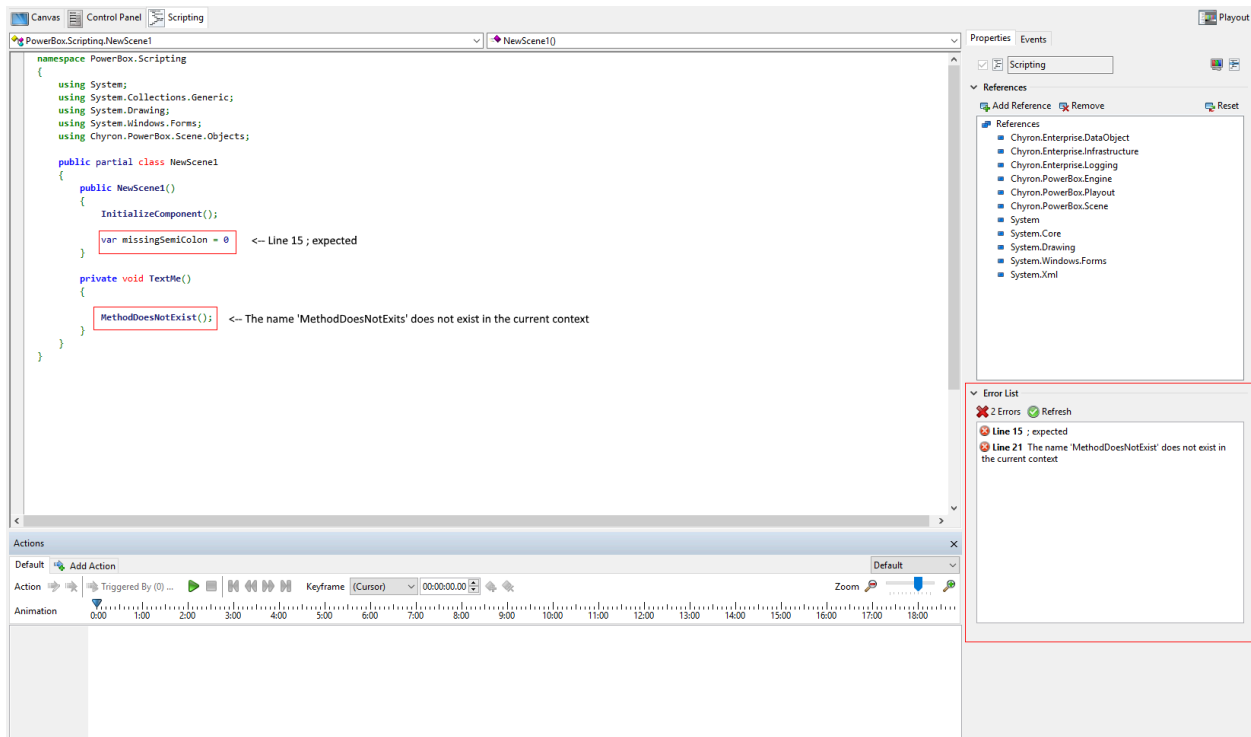 Canvas Control Panel Scripting Playout
PowerBox.Scripting.NewScene1 NewScene1()
namespace PowerBox.Scripting
{
using System;
using System.Collections.Generic;
using System.Drawing;
using System.Windows.Forms;
using Chyron.PowerBox.Scene.Objects;
public partial class NewScene1
{
public NewScene1()
{
InitializeComponent();
var missingSemiColon = 0 <-- Line 15 ; expected
}
private void TextMe()
{
MethodDoesNotExist(); <-- The name 'MethodDoesNotExits' does not exist in the current context
}
}
}
Properties Events
Scripting
References
Add Reference Remove Reset
References
Chyron.Enterprise.DataObject
Chyron.Enterprise.Infrastructure
Chyron.Enterprise.Logging
Chyron.PowerBox.Engine
Chyron.PowerBox.Playout
Chyron.PowerBox.Scene
System
System.Core
System.Drawing
System.Windows.Forms
System.Xml
Error List
2 Errors Refresh
Line 15 ; expected
Line 21 The name 'MethodDoesNotExist' does not exist in
the current context
Actions
Default Add Action Default
Action Triggered By (0) ... Keyframe (Cursor) 00:00:00.00 Zoom
Animation 0:00 1:00 2:00 3:00 4:00 5:00 6:00 7:00 8:00 9:00 10:00 11:00 12:00 13:00 14:00 15:00 16:00 17:00 18:00